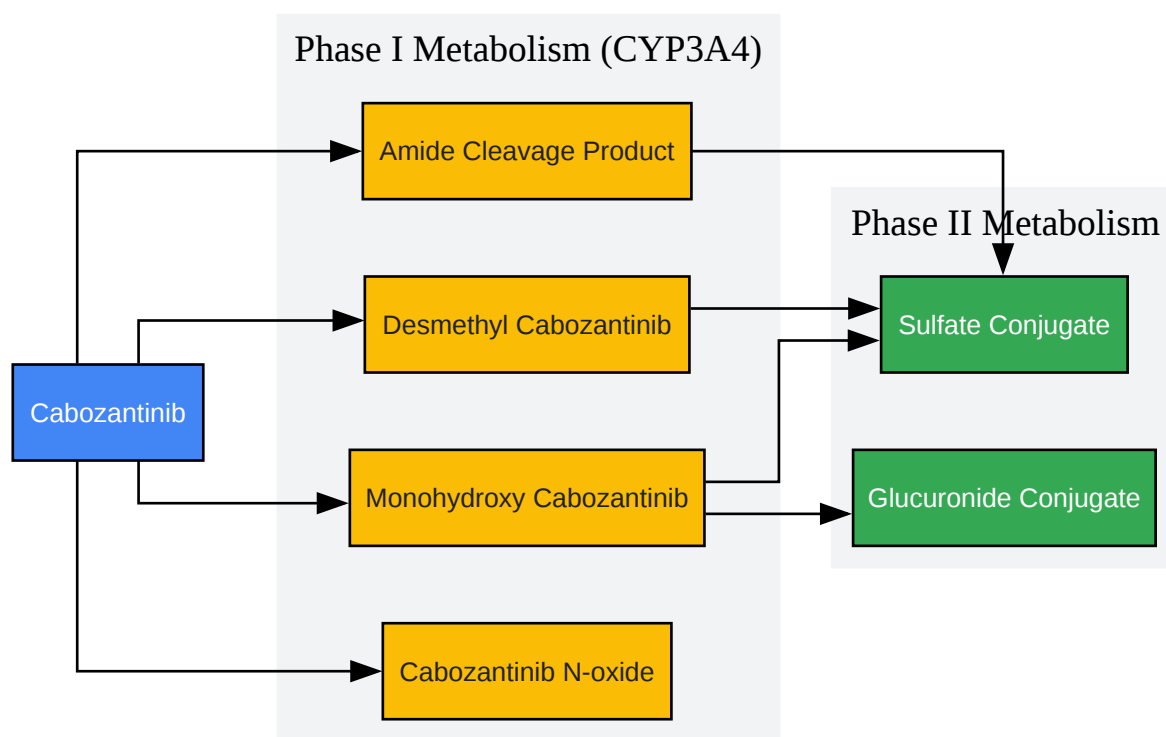 Phase I Metabolism (CYP3A4)
Amide Cleavage Product
Phase II Metabolism
Desmethyl Cabozantinib
Sulfate Conjugate
Cabozantinib
Monohydroxy Cabozantinib
Glucuronide Conjugate
Cabozantinib N-oxide